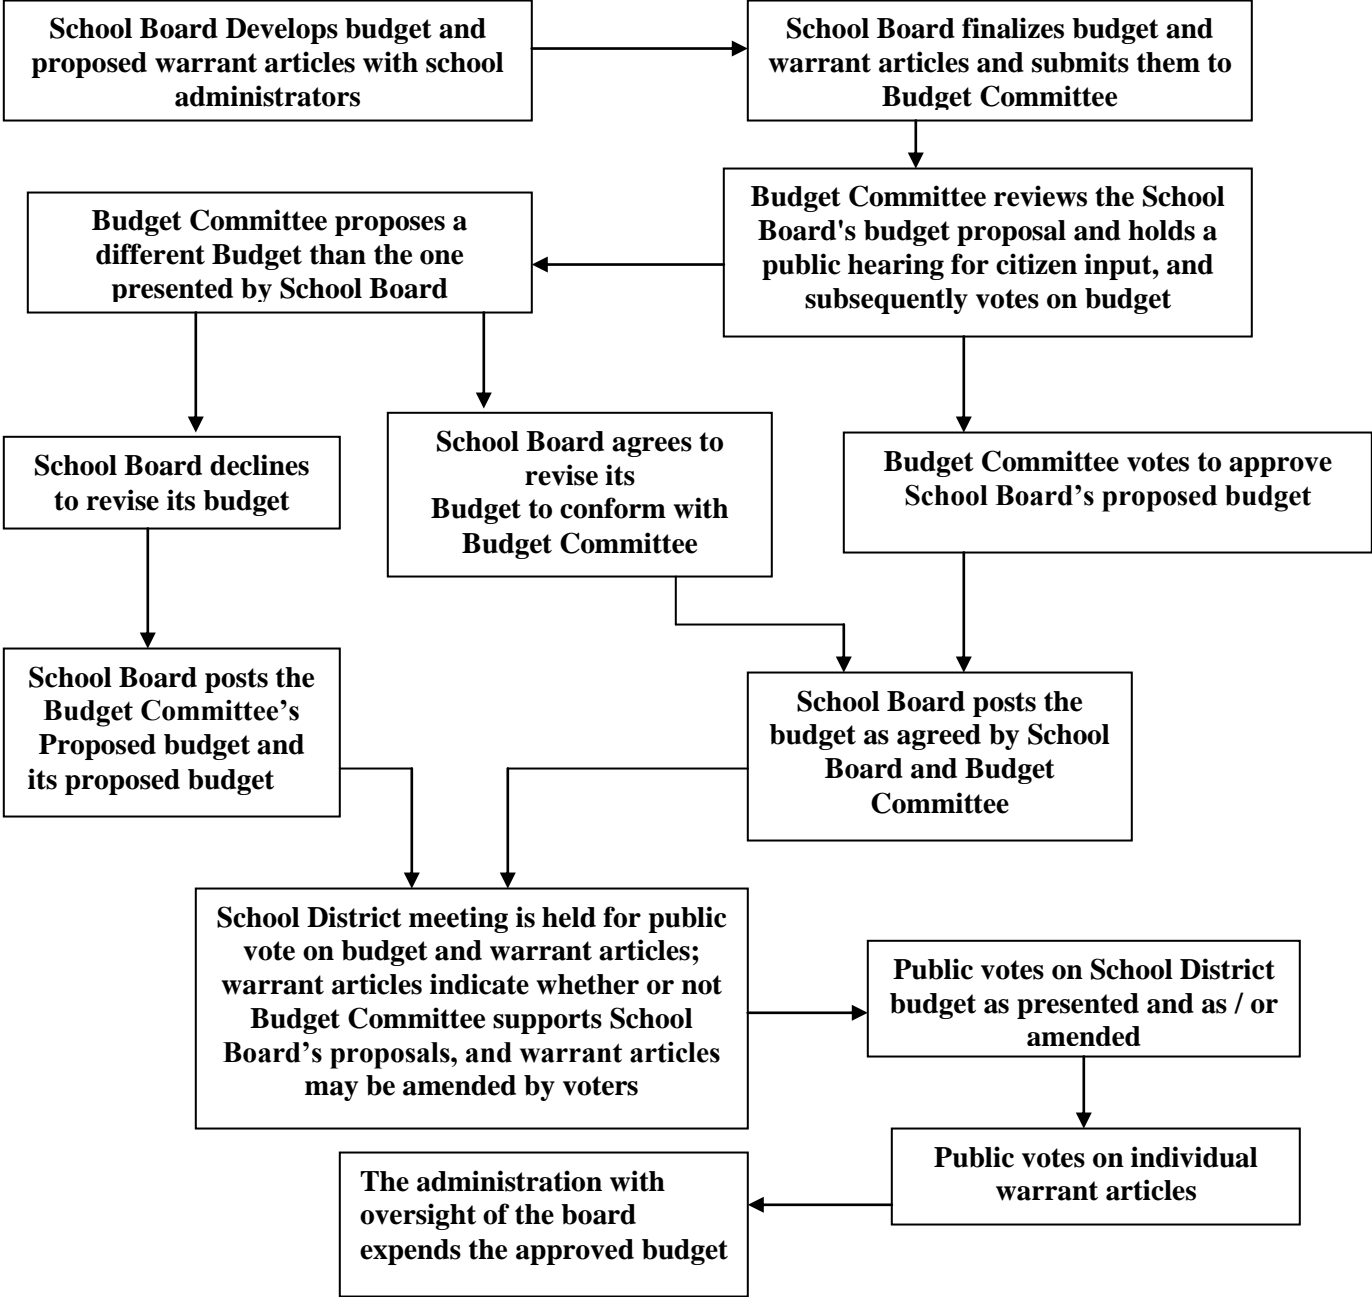 School Board Develops budget and
proposed warrant articles with school
administrators
School Board finalizes budget and
warrant articles and submits them to
Budget Committee
Budget Committee proposes a
different Budget than the one
presented by School Board
Budget Committee reviews the School
Board's budget proposal and holds a
public hearing for citizen input, and
subsequently votes on budget
School Board declines
to revise its budget
School Board agrees to
revise its
Budget to conform with
Budget Committee
Budget Committee votes to approve
School Board’s proposed budget
School Board posts the
Budget Committee’s
Proposed budget and
its proposed budget
School Board posts the
budget as agreed by School
Board and Budget
Committee
School District meeting is held for public
vote on budget and warrant articles;
warrant articles indicate whether or not
Budget Committee supports School
Board’s proposals, and warrant articles
may be amended by voters
Public votes on School District
budget as presented and as / or
amended
Public votes on individual
warrant articles
The administration with
oversight of the board
expends the approved budget